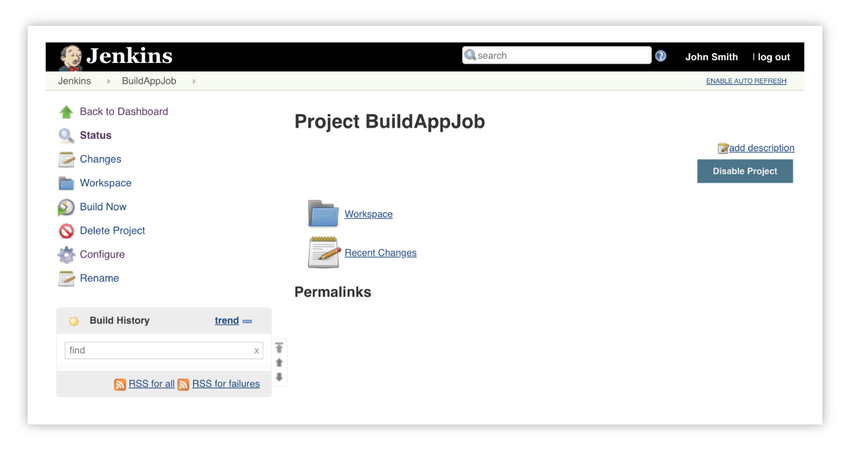 Jenkins
search
John Smith | log out
Jenkins BuildAppJob
ENABLE AUTO REFRESH
Back to Dashboard
Status
Changes
Workspace
Build Now
Delete Project
Configure
Rename
Build History trend
find x
RSS for all RSS for failures
Project BuildAppJob
add description
Disable Project
Workspace
Recent Changes
Permalinks